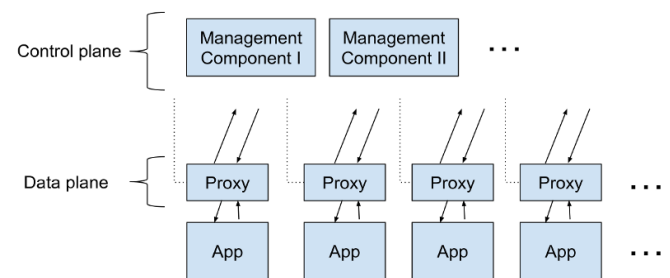 Control plane
Management
Component I
Management
Component II
...
Data plane
Proxy
Proxy
Proxy
Proxy
...
App
App
App
App
...